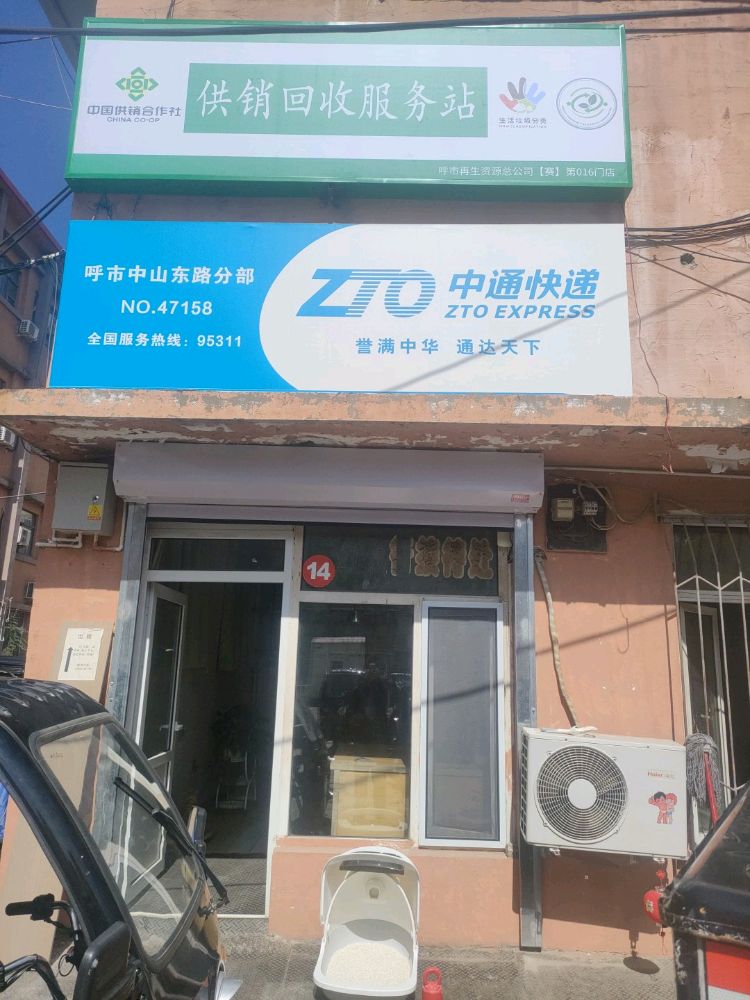 中国供销合作社
CHINA CO-OP
供销回收服务站
生活垃圾分类
呼市再生资源总公司【赛】第016门店
呼市中山东路分部
NO.47158
全国服务热线：95311
ZTO 中通快递
ZTO EXPRESS
誉满中华 通达天下
14
出租
Haier